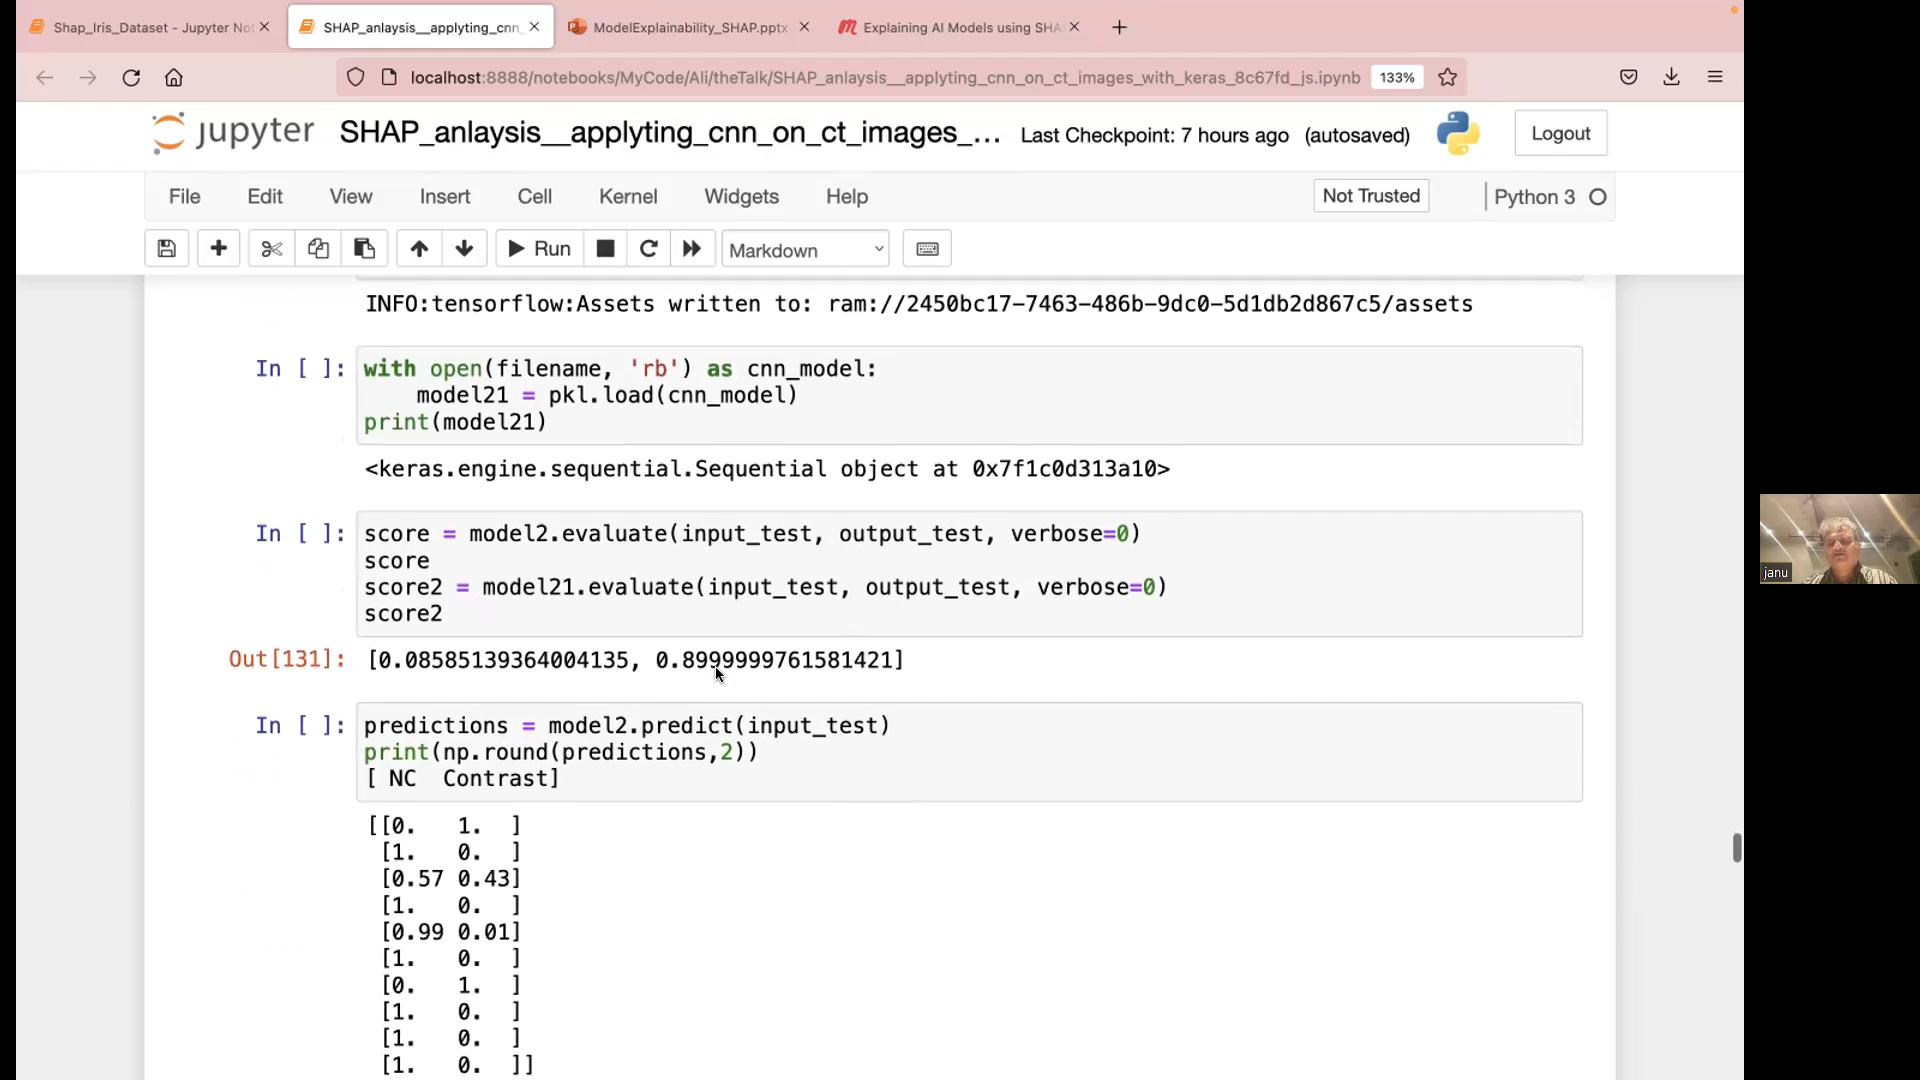 Shap_Iris_Dataset - Jupyter No
SHAP_anlaysis__applyting_cnn_
ModelExplainability_SHAP.pptx
Explaining AI Models using SHA
localhost:8888/notebooks/MyCode/Ali/theTalk/SHAP_anlaysis__applyting_cnn_on_ct_images_with_keras_8c67fd_js.ipynb
133%
jupyter
SHAP_anlaysis__applyting_cnn_on_ct_images_...
Last Checkpoint: 7 hours ago (autosaved)
Logout
File Edit View Insert Cell Kernel Widgets Help
Not Trusted
Python 3
Run
Markdown
INFO:tensorflow:Assets written to: ram://2450bc17-7463-486b-9dc0-5d1db2d867c5/assets
In [ ]:
with open(filename, 'rb') as cnn_model:
    model21 = pkl.load(cnn_model)
print(model21)
<keras.engine.sequential.Sequential object at 0x7f1c0d313a10>
In [ ]:
score = model2.evaluate(input_test, output_test, verbose=0)
score
score2 = model21.evaluate(input_test, output_test, verbose=0)
score2
Out[131]:
[0.08585139364004135, 0.8999999761581421]
In [ ]:
predictions = model2.predict(input_test)
print(np.round(predictions,2))
[ NC  Contrast]
[[0.   1.  ]
 [1.   0.  ]
 [0.57 0.43]
 [1.   0.  ]
 [0.99 0.01]
 [1.   0.  ]
 [0.   1.  ]
 [1.   0.  ]
 [1.   0.  ]
 [1.   0.  ]]
janu